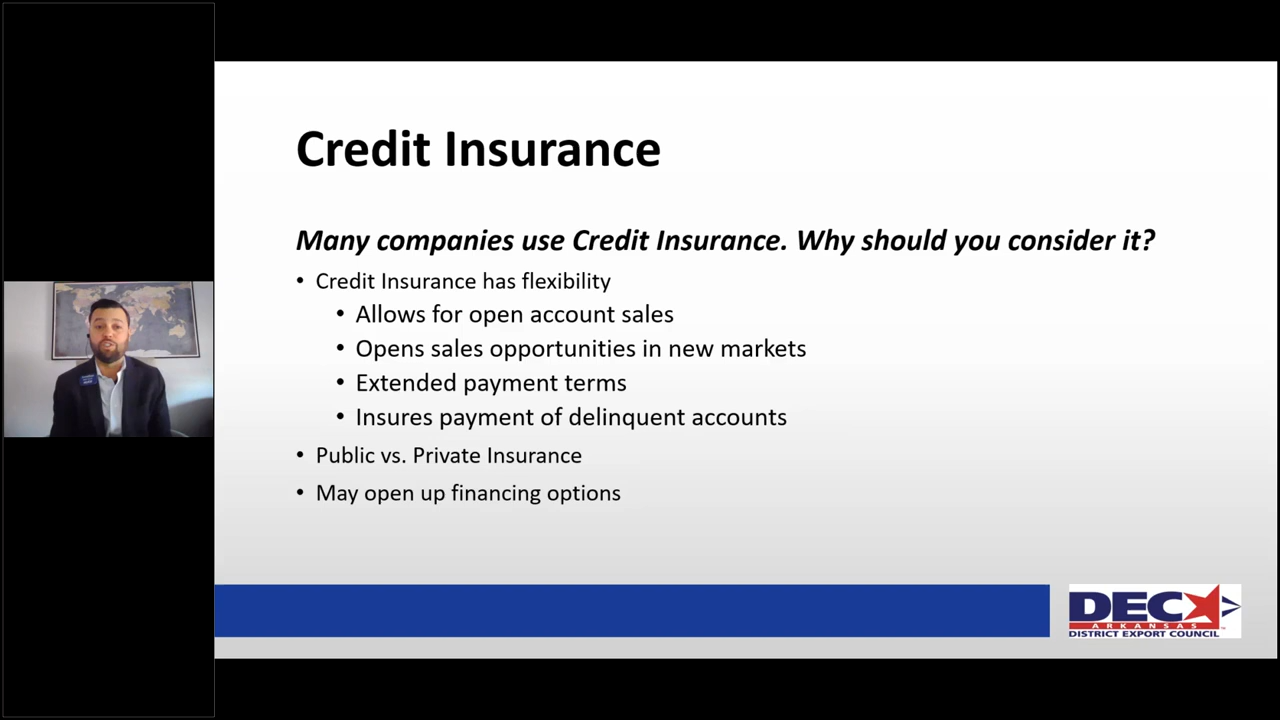 Credit Insurance
Many companies use Credit Insurance. Why should you consider it?
• Credit Insurance has flexibility
• Allows for open account sales
• Opens sales opportunities in new markets
• Extended payment terms
• Insures payment of delinquent accounts
• Public vs. Private Insurance
• May open up financing options
DEC
ARKANSAS
DISTRICT EXPORT COUNCIL